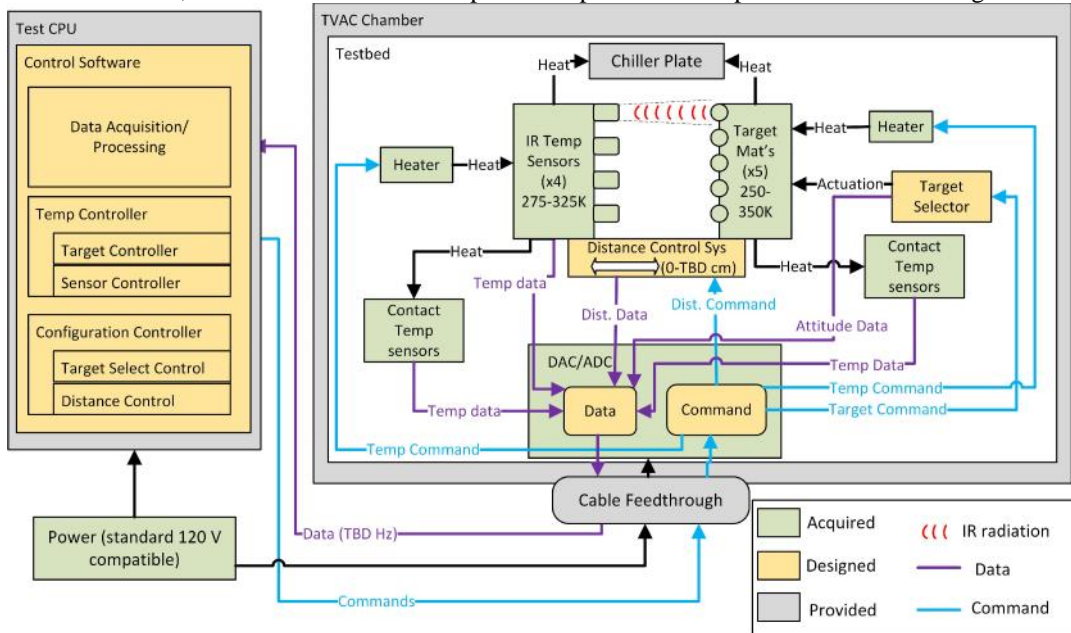 Test CPU
Control Software
Data Acquisition/
Processing
Temp Controller
Target Controller
Sensor Controller
Configuration Controller
Target Select Control
Distance Control
Power (standard 120 V
compatible)
TVAC Chamber
Testbed
Chiller Plate
Heat
Heat
IR Temp
Sensors
(x4)
275-325K
Target
Mat's
(x5)
250-
350K
Heater
Heat
Heat
Heater
Actuation
Target
Selector
Distance Control Sys
(0-TBD cm)
Heat
Heat
Contact
Temp
sensors
Contact
Temp
sensors
Temp data
Dist. Data
Dist. Command
Attitude Data
Temp Data
DAC/ADC
Data
Command
Temp data
Temp Command
Temp Command
Target Command
Cable Feedthrough
Data (TBD Hz)
Commands
Acquired
Designed
Provided
IR radiation
Data
Command